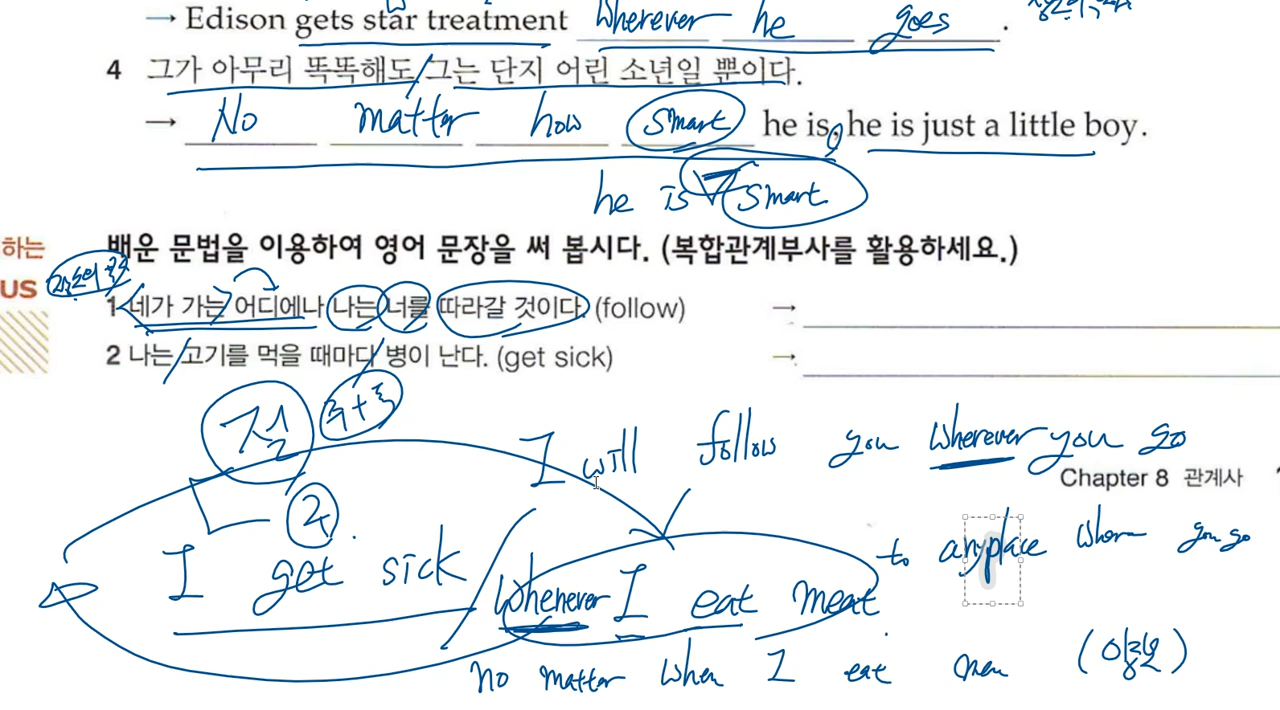 → Edison gets star treatment wherever he goes .
4 그가 아무리 똑똑해도/그는 단지 어린 소년일 뿐이다.
→ No matter how smart he is, he is just a little boy.
he is smart
하는
배운 문법을 이용하여 영어 문장을 써 봅시다. (복합관계부사를 활용하세요.)
US
1 네가 가는 어디에나 나는 너를 따라갈 것이다. (follow) →
2 나는/고기를 먹을 때마다/병이 난다. (get sick) →
절 주+동
I will follow you wherever you go
Chapter 8 관계사
2
to anyplace where you go
I get sick / whenever I eat meat
No matter when I eat